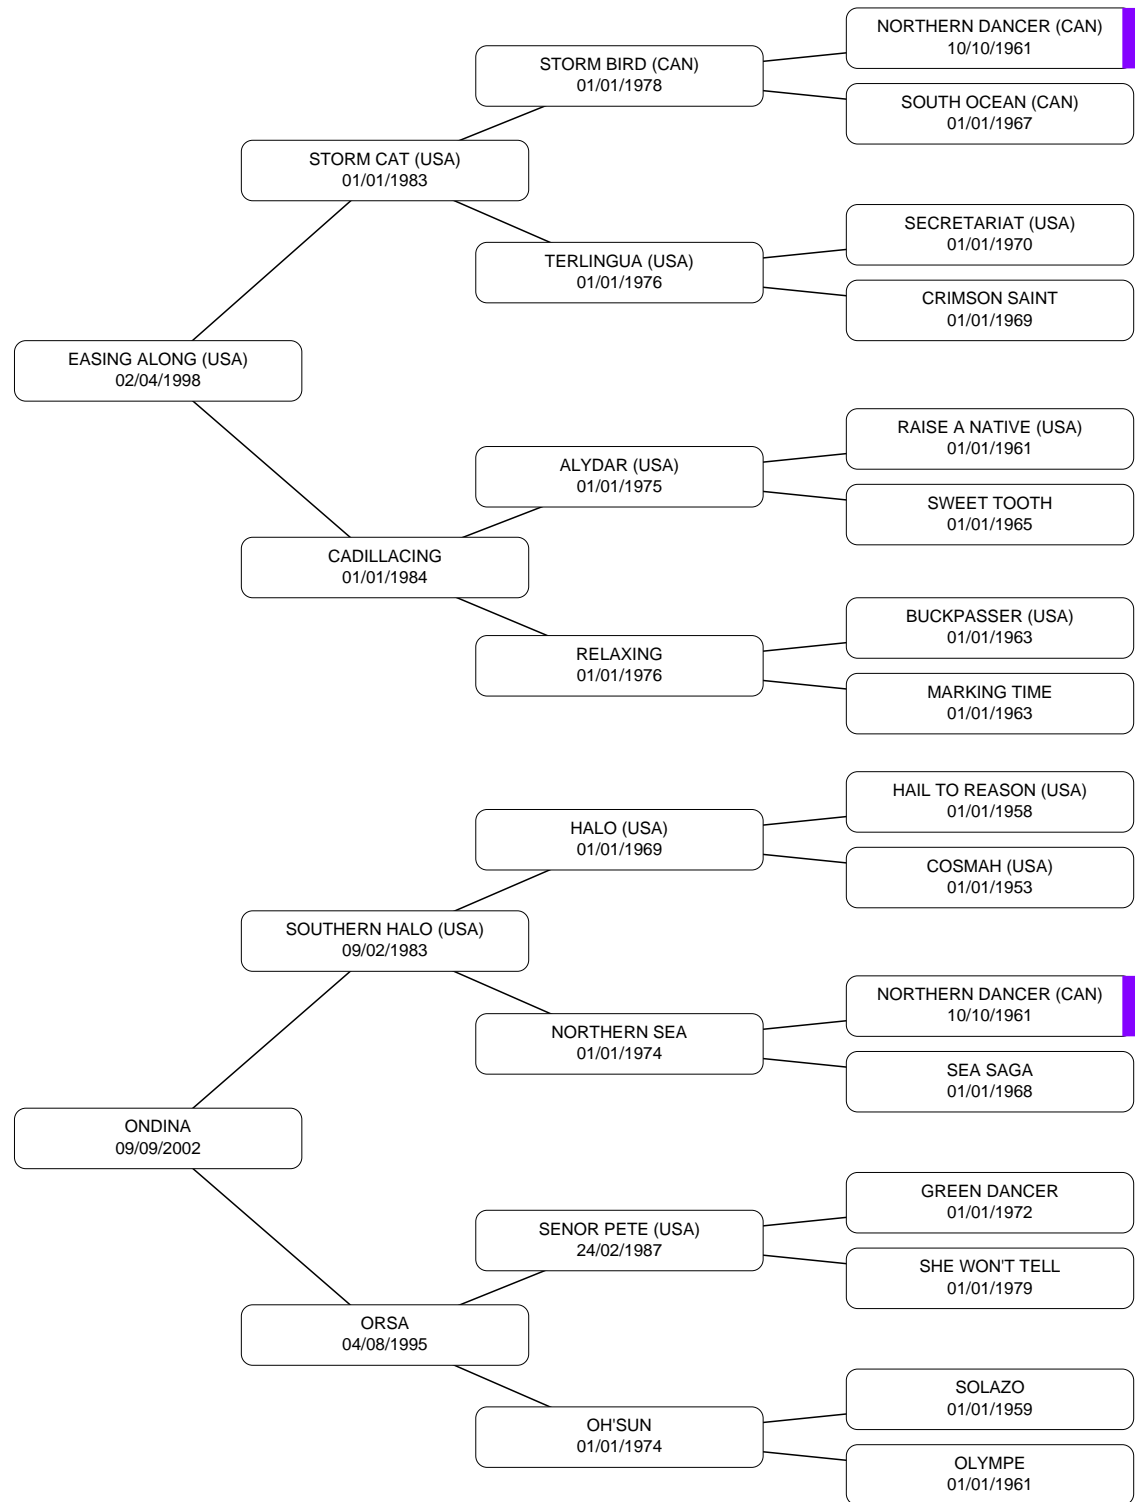 NORTHERN DANCER (CAN)
10/10/1961
STORM BIRD (CAN)
01/01/1978
SOUTH OCEAN (CAN)
01/01/1967
STORM CAT (USA)
01/01/1983
SECRETARIAT (USA)
01/01/1970
TERLINGUA (USA)
01/01/1976
CRIMSON SAINT
01/01/1969
EASING ALONG (USA)
02/04/1998
RAISE A NATIVE (USA)
01/01/1961
ALYDAR (USA)
01/01/1975
SWEET TOOTH
01/01/1965
CADILLACING
01/01/1984
BUCKPASSER (USA)
01/01/1963
RELAXING
01/01/1976
MARKING TIME
01/01/1963
HAIL TO REASON (USA)
01/01/1958
HALO (USA)
01/01/1969
COSMAH (USA)
01/01/1953
SOUTHERN HALO (USA)
09/02/1983
NORTHERN DANCER (CAN)
10/10/1961
NORTHERN SEA
01/01/1974
SEA SAGA
01/01/1968
ONDINA
09/09/2002
GREEN DANCER
01/01/1972
SENOR PETE (USA)
24/02/1987
SHE WON'T TELL
01/01/1979
ORSA
04/08/1995
SOLAZO
01/01/1959
OH'SUN
01/01/1974
OLYMPE
01/01/1961